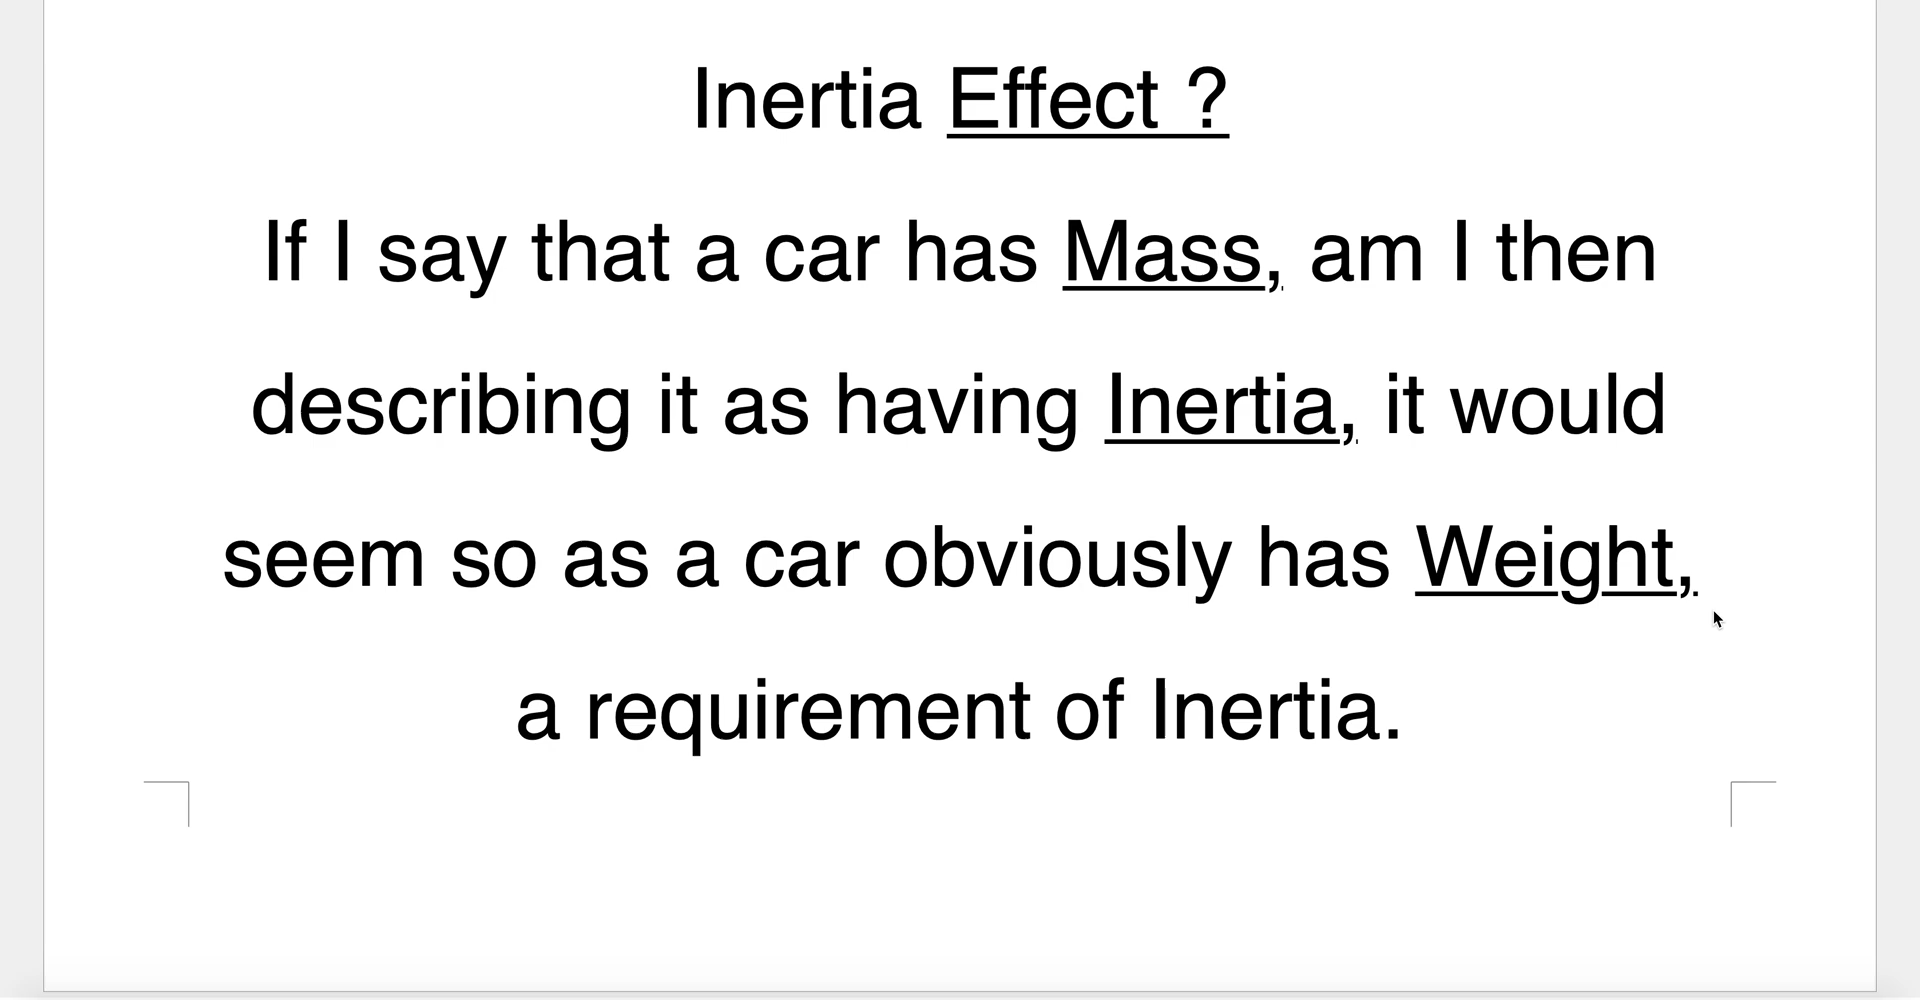 Inertia Effect ?
If I say that a car has Mass, am I then
describing it as having Inertia, it would
seem so as a car obviously has Weight,
a requirement of Inertia.